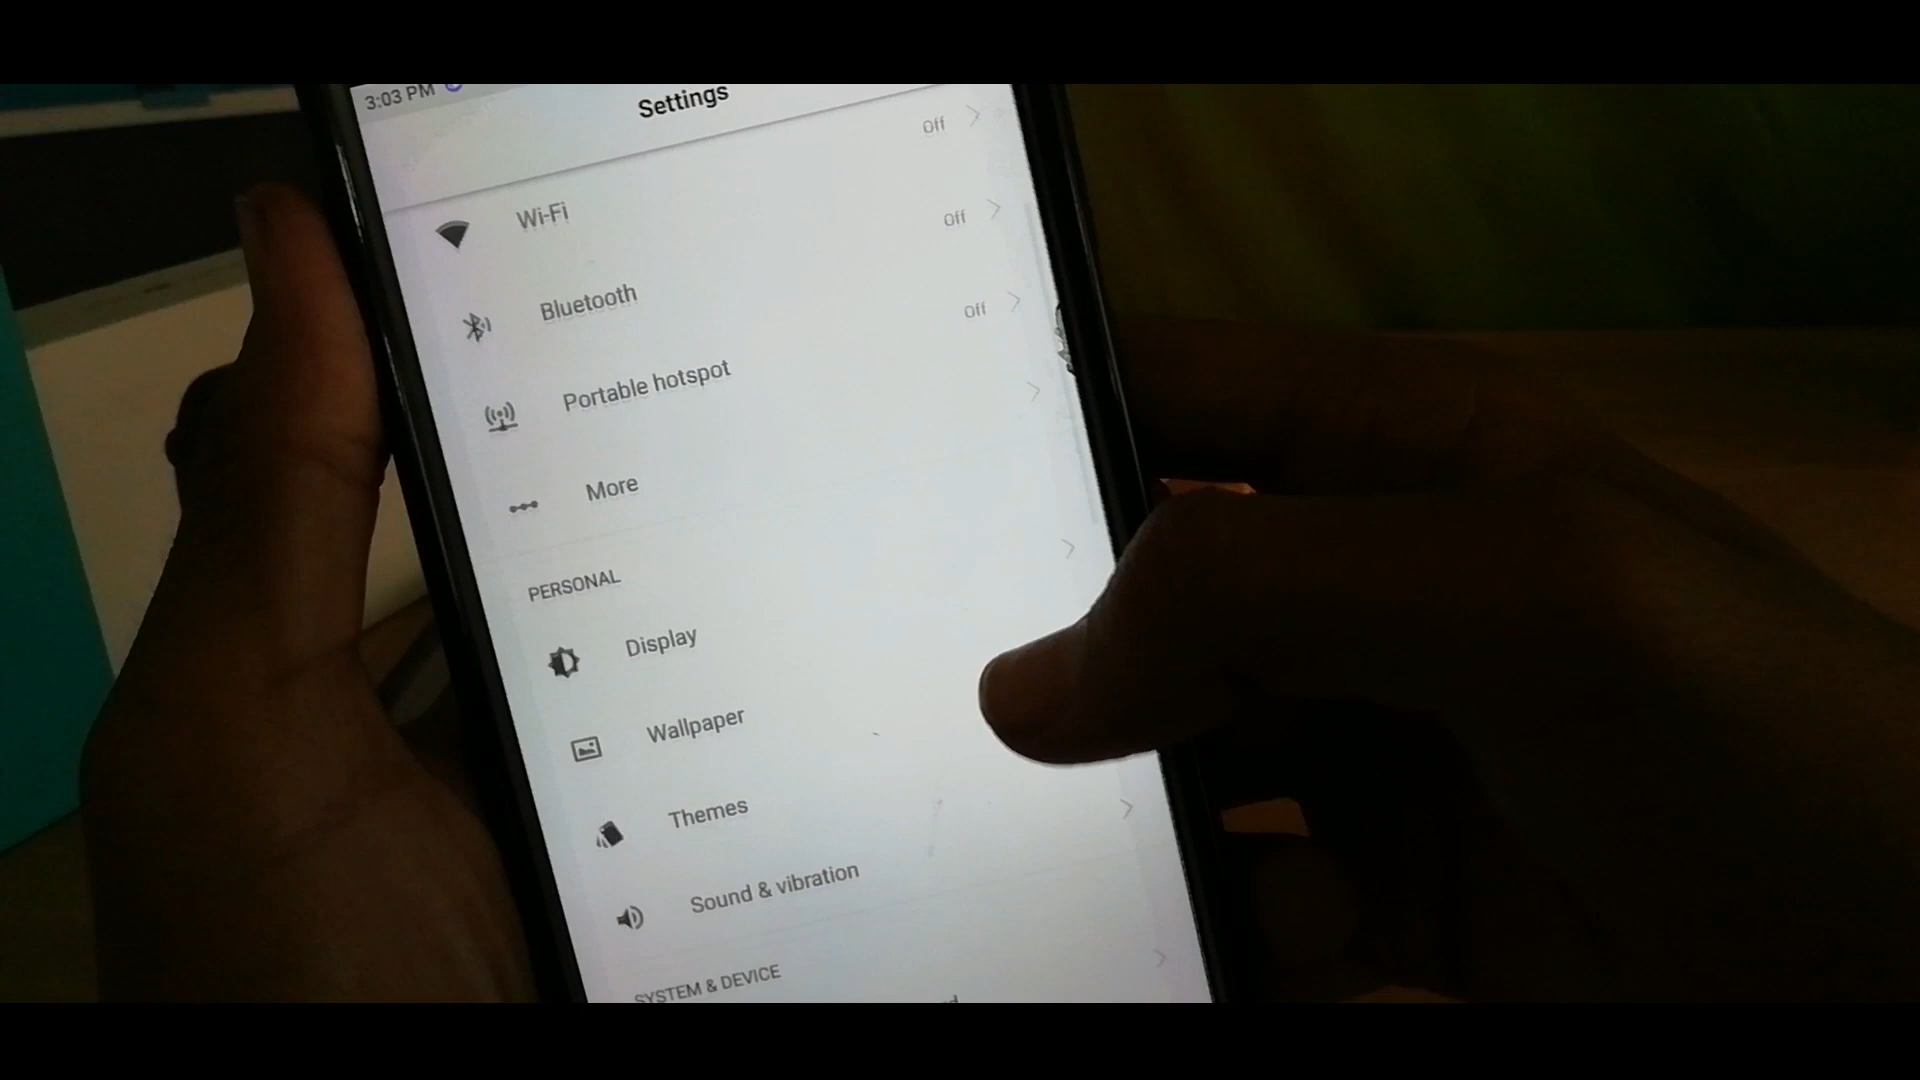 3:03 PM
Settings
Off
Wi-Fi
Off
Bluetooth
Off
Portable hotspot
More
PERSONAL
Display
Wallpaper
Themes
Sound & vibration
SYSTEM & DEVICE